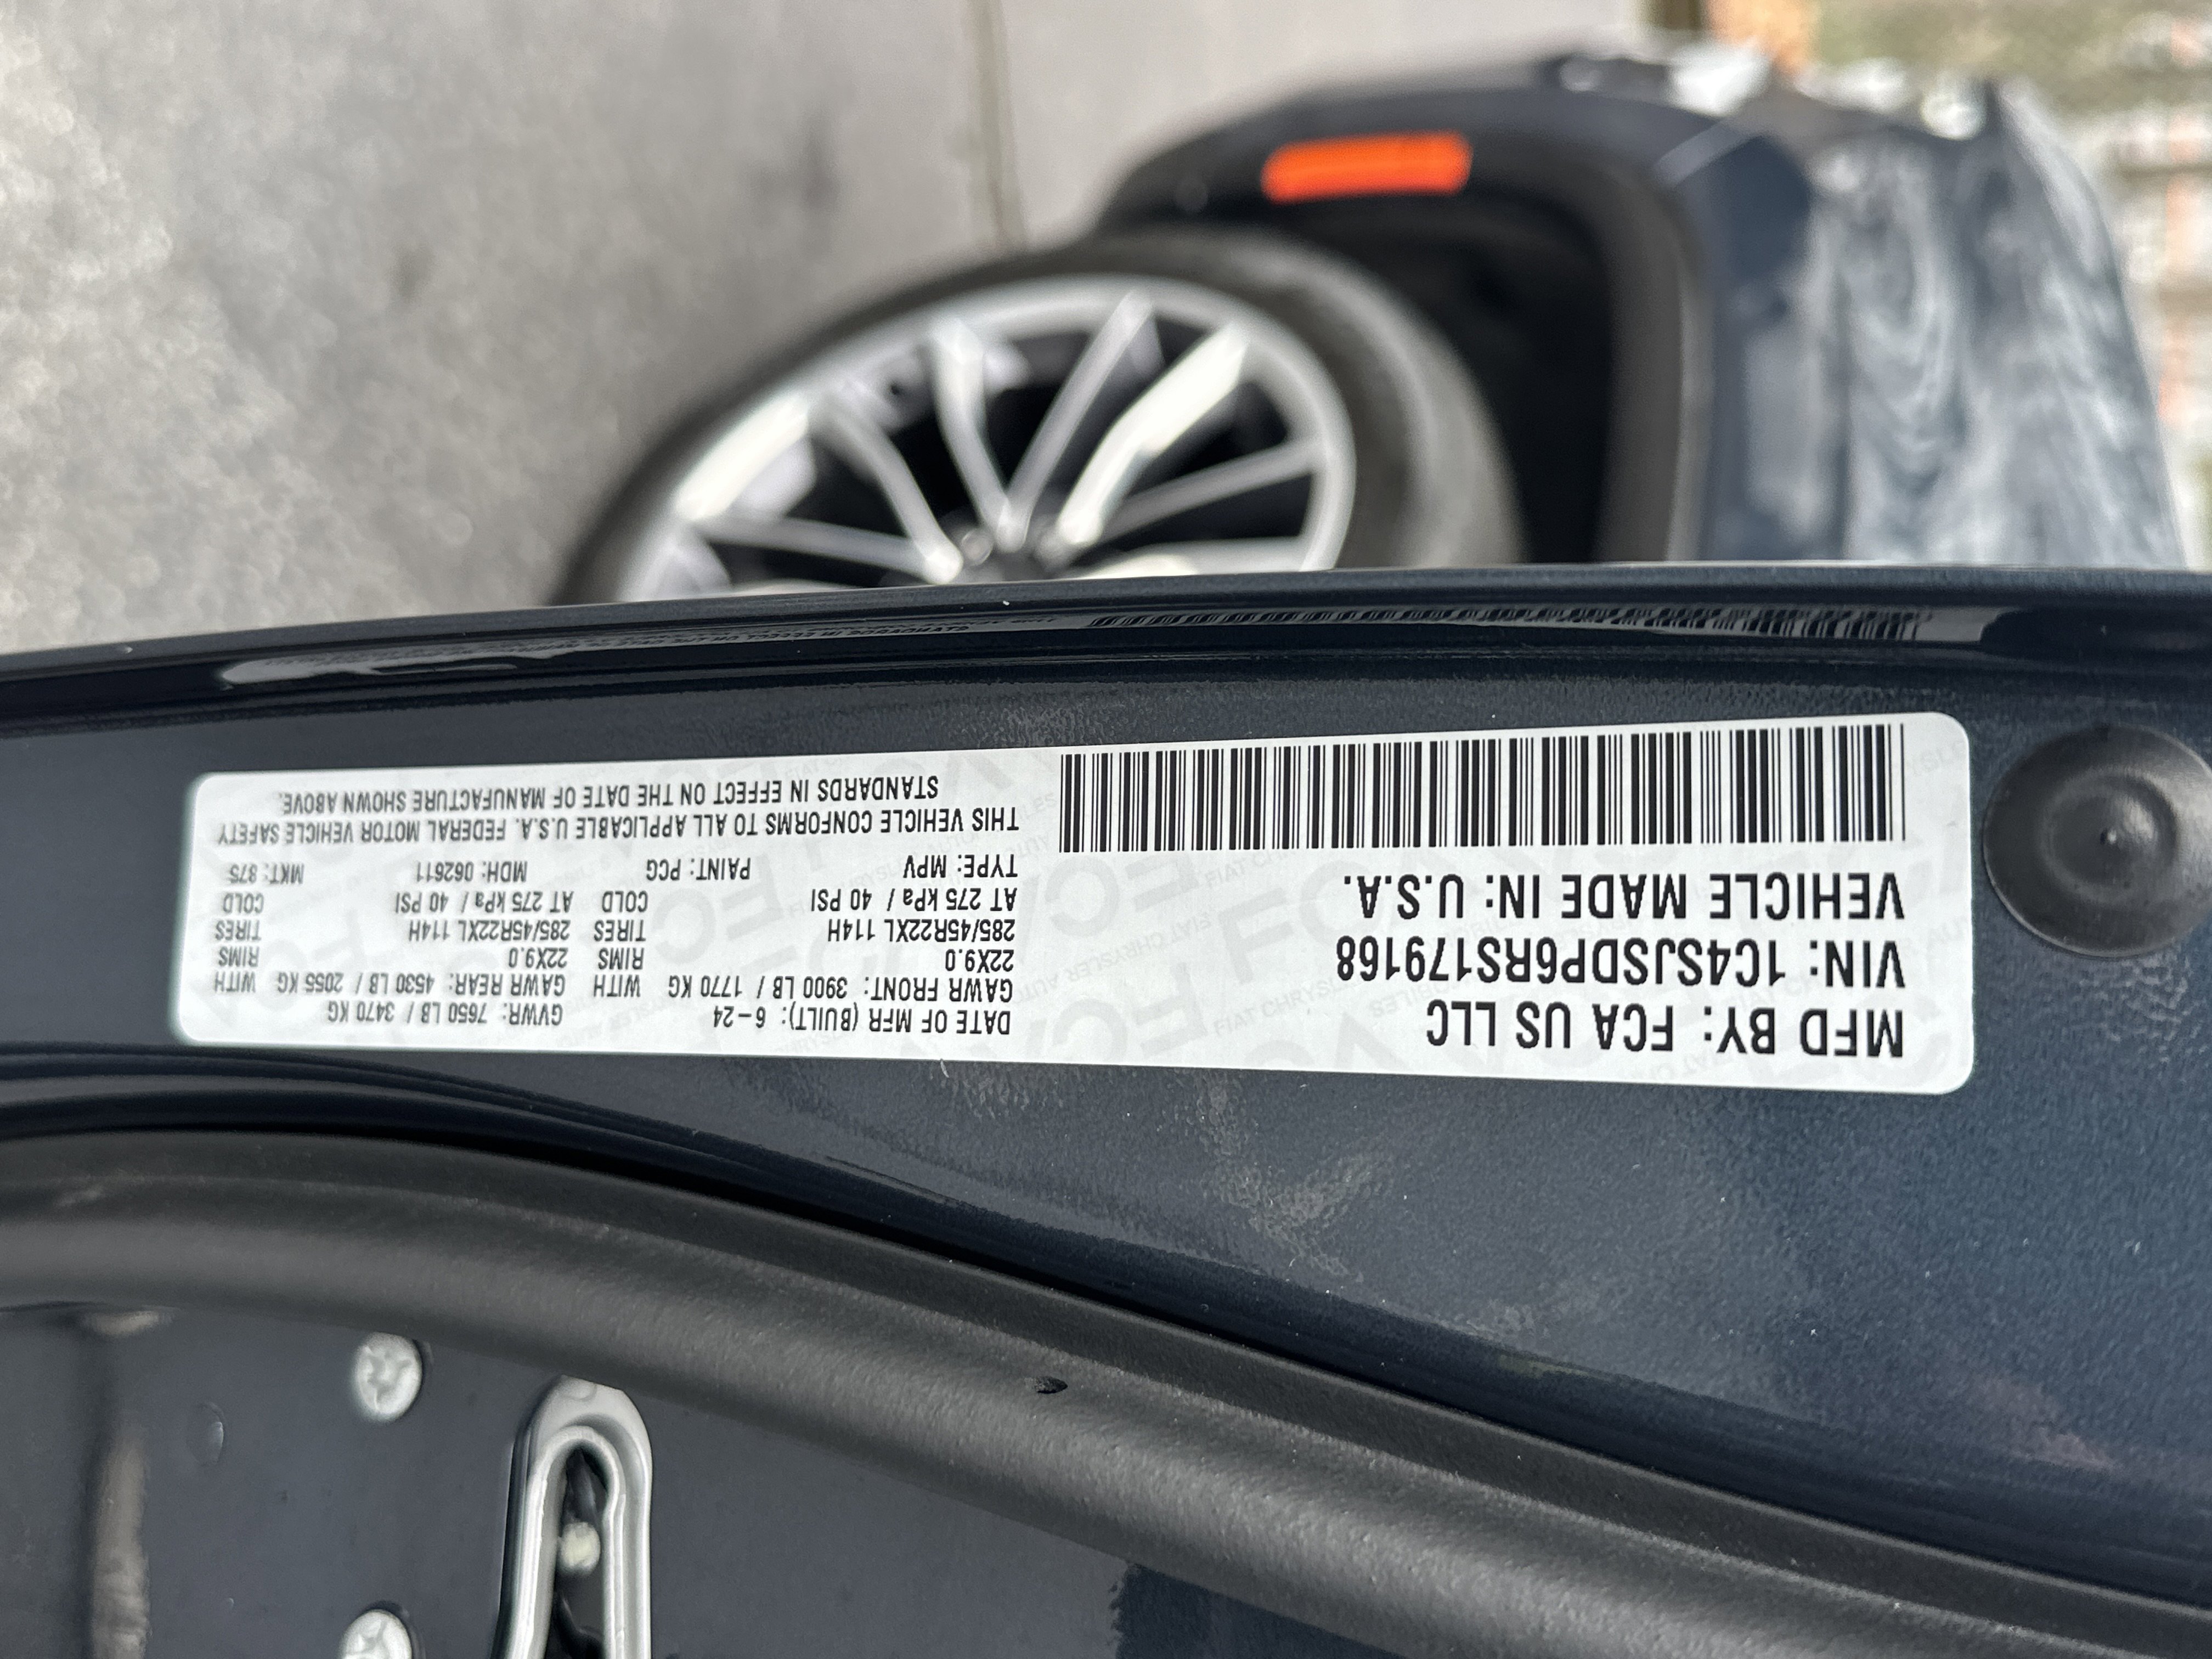 MFD BY: FCA US LLC
VIN: 1C4SJSDP6RS179168
VEHICLE MADE IN: U.S.A.
DATE OF MFR (BUILT): 6-24 GVWR: 7650 LB / 3470 KG
GAWR FRONT: 3900 LB / 1770 KG WITH GAWR REAR: 4530 LB / 2055 KG WITH
22X9.0 RIMS 22X9.0 RIMS
285/45R22XL 114H TIRES 285/45R22XL 114H TIRES
AT 275 kPa / 40 PSI COLD AT 275 kPa / 40 PSI COLD
TYPE: MPV PAINT: PCG MDH: 062611 MKT: 875
THIS VEHICLE CONFORMS TO ALL APPLICABLE U.S.A. FEDERAL MOTOR VEHICLE SAFETY
STANDARDS IN EFFECT ON THE DATE OF MANUFACTURE SHOWN ABOVE.